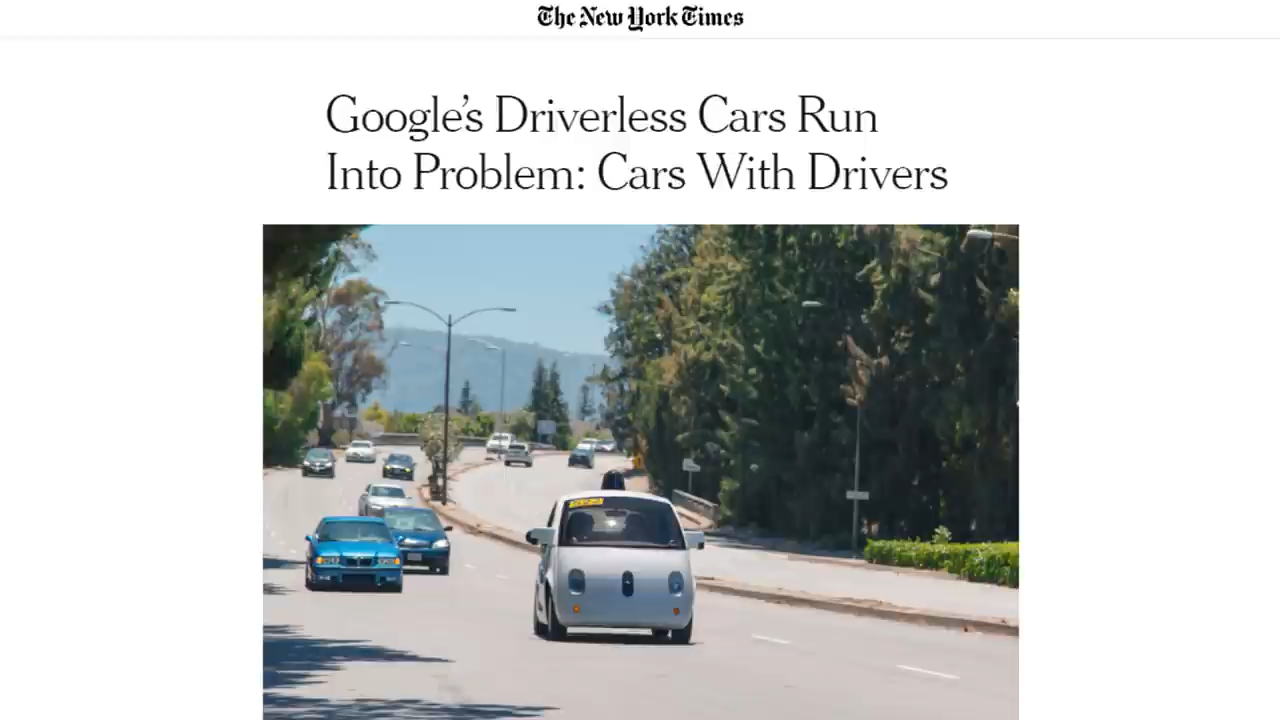 The New York Times
Google’s Driverless Cars Run
Into Problem: Cars With Drivers